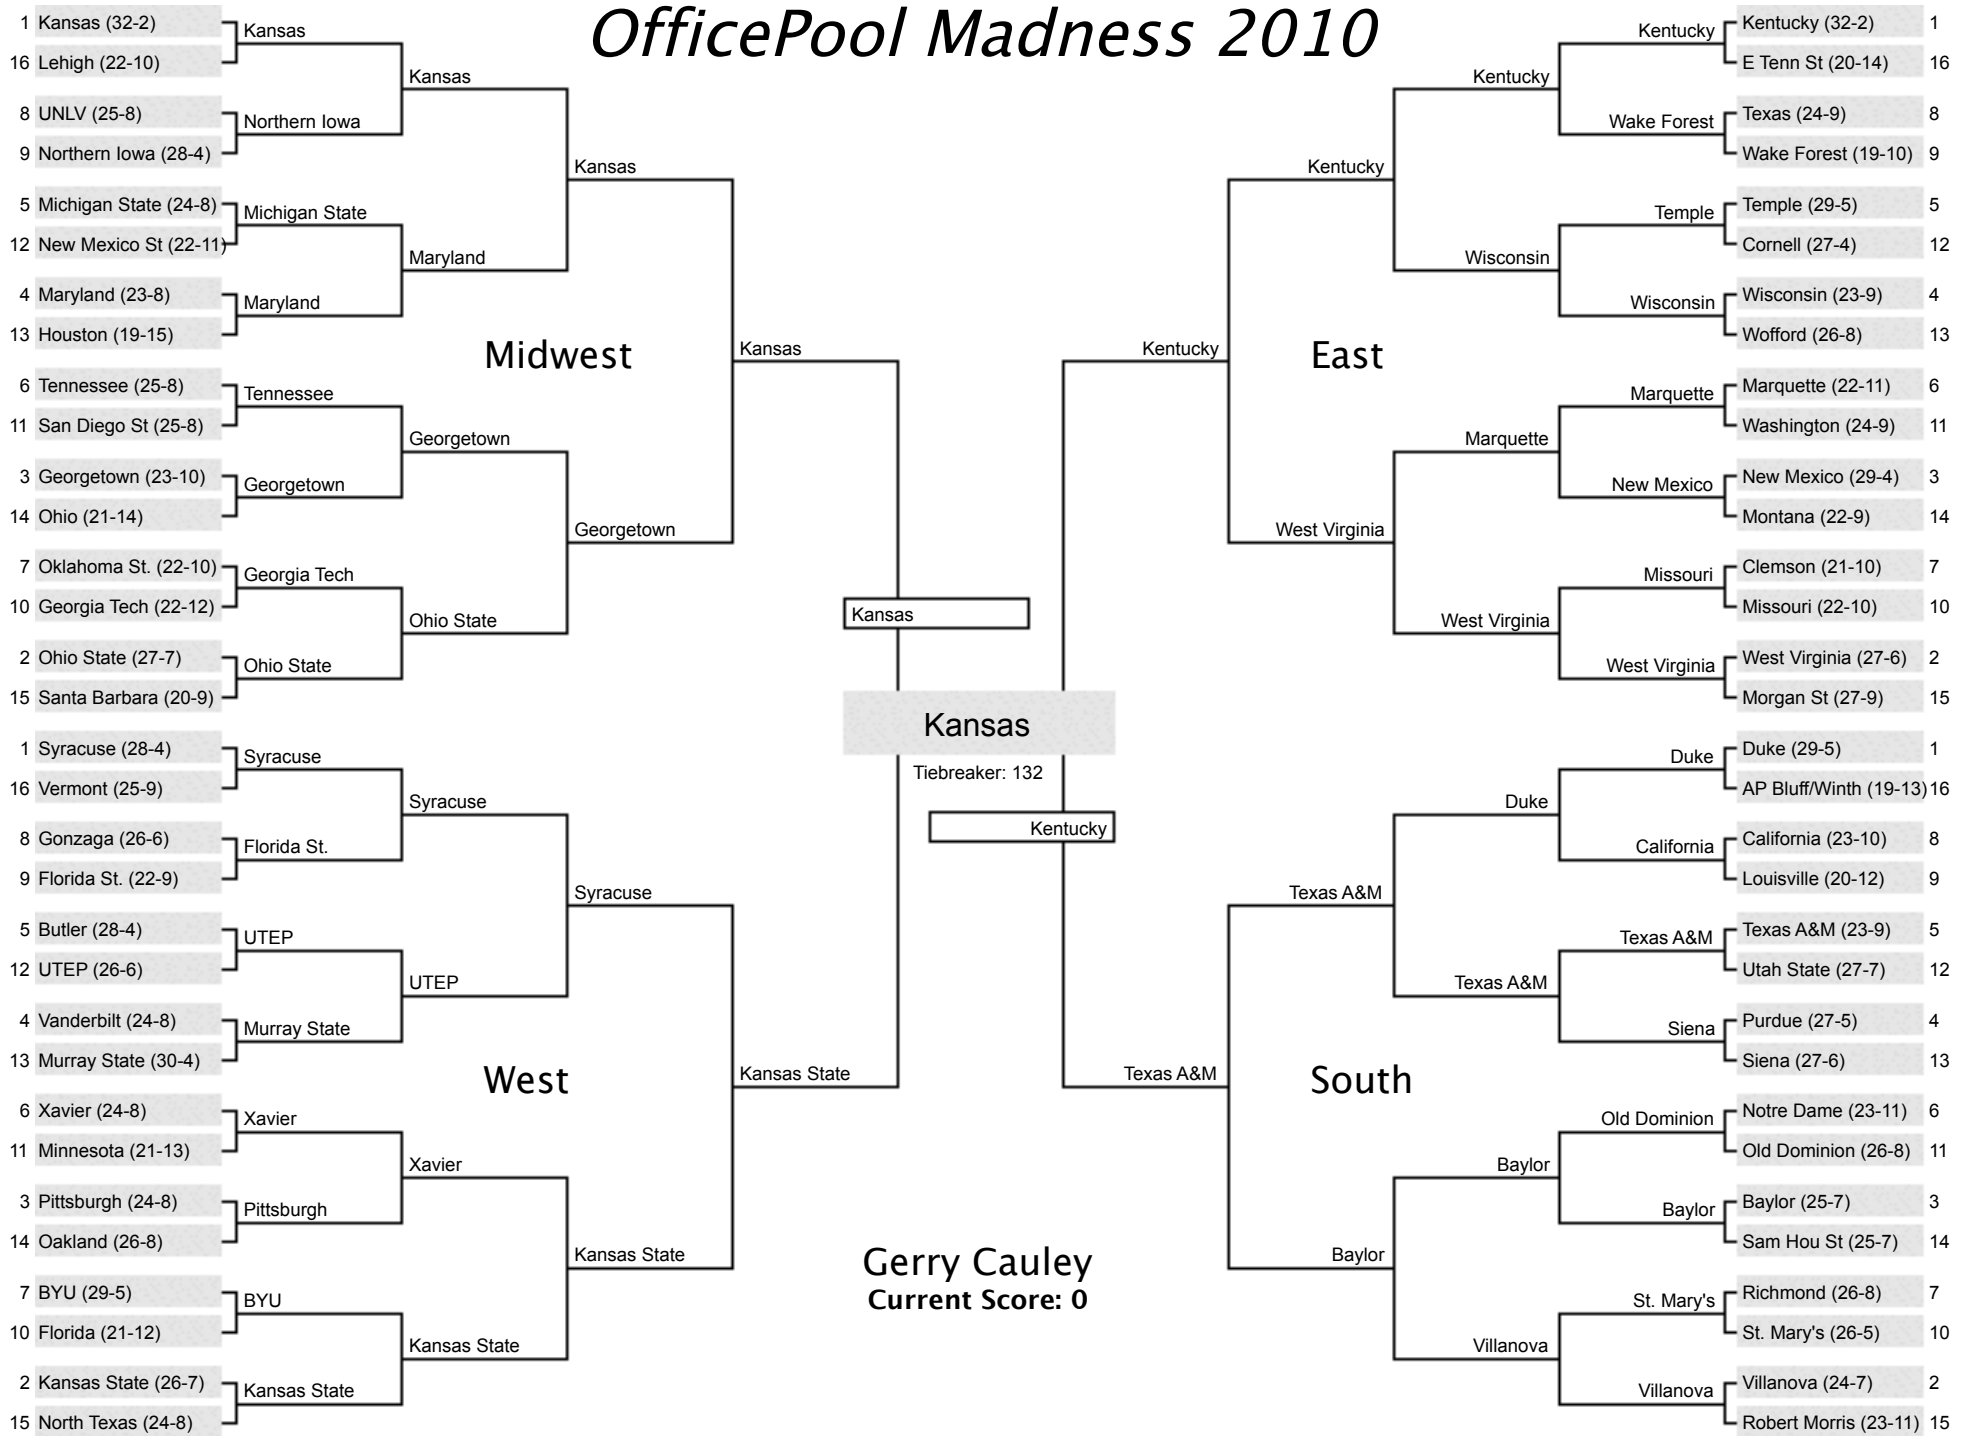 OfficePool Madness 2010
1 Kansas (32-2)
16 Lehigh (22-10)
8 UNLV (25-8)
9 Northern Iowa (28-4)
5 Michigan State (24-8)
12 New Mexico St (22-11)
4 Maryland (23-8)
13 Houston (19-15)
6 Tennessee (25-8)
11 San Diego St (25-8)
3 Georgetown (23-10)
14 Ohio (21-14)
7 Oklahoma St. (22-10)
10 Georgia Tech (22-12)
2 Ohio State (27-7)
15 Santa Barbara (20-9)
Kansas
Northern Iowa
Michigan State
Maryland
Tennessee
Georgetown
Georgia Tech
Ohio State
Kansas
Maryland
Georgetown
Ohio State
Kansas
Georgetown
Midwest
Kansas
1 Syracuse (28-4)
16 Vermont (25-9)
8 Gonzaga (26-6)
9 Florida St. (22-9)
5 Butler (28-4)
12 UTEP (26-6)
4 Vanderbilt (24-8)
13 Murray State (30-4)
6 Xavier (24-8)
11 Minnesota (21-13)
3 Pittsburgh (24-8)
14 Oakland (26-8)
7 BYU (29-5)
10 Florida (21-12)
2 Kansas State (26-7)
15 North Texas (24-8)
Syracuse
Florida St.
UTEP
Murray State
Xavier
Pittsburgh
BYU
Kansas State
Syracuse
UTEP
Xavier
Kansas State
Syracuse
Kansas State
West
Kansas State
Kansas
Kansas
Tiebreaker: 132
Kentucky
Gerry Cauley
Current Score: 0
Kentucky (32-2) 1
E Tenn St (20-14) 16
Texas (24-9) 8
Wake Forest (19-10) 9
Temple (29-5) 5
Cornell (27-4) 12
Wisconsin (23-9) 4
Wofford (26-8) 13
Marquette (22-11) 6
Washington (24-9) 11
New Mexico (29-4) 3
Montana (22-9) 14
Clemson (21-10) 7
Missouri (22-10) 10
West Virginia (27-6) 2
Morgan St (27-9) 15
Kentucky
Wake Forest
Temple
Wisconsin
Marquette
New Mexico
Missouri
West Virginia
Kentucky
Wisconsin
Marquette
West Virginia
Kentucky
West Virginia
East
Kentucky
Duke (29-5) 1
AP Bluff/Winth (19-13) 16
California (23-10) 8
Louisville (20-12) 9
Texas A&M (23-9) 5
Utah State (27-7) 12
Purdue (27-5) 4
Siena (27-6) 13
Notre Dame (23-11) 6
Old Dominion (26-8) 11
Baylor (25-7) 3
Sam Hou St (25-7) 14
Richmond (26-8) 7
St. Mary's (26-5) 10
Villanova (24-7) 2
Robert Morris (23-11) 15
Duke
California
Texas A&M
Siena
Old Dominion
Baylor
St. Mary's
Villanova
Duke
Texas A&M
Baylor
Villanova
Texas A&M
Baylor
South
Texas A&M